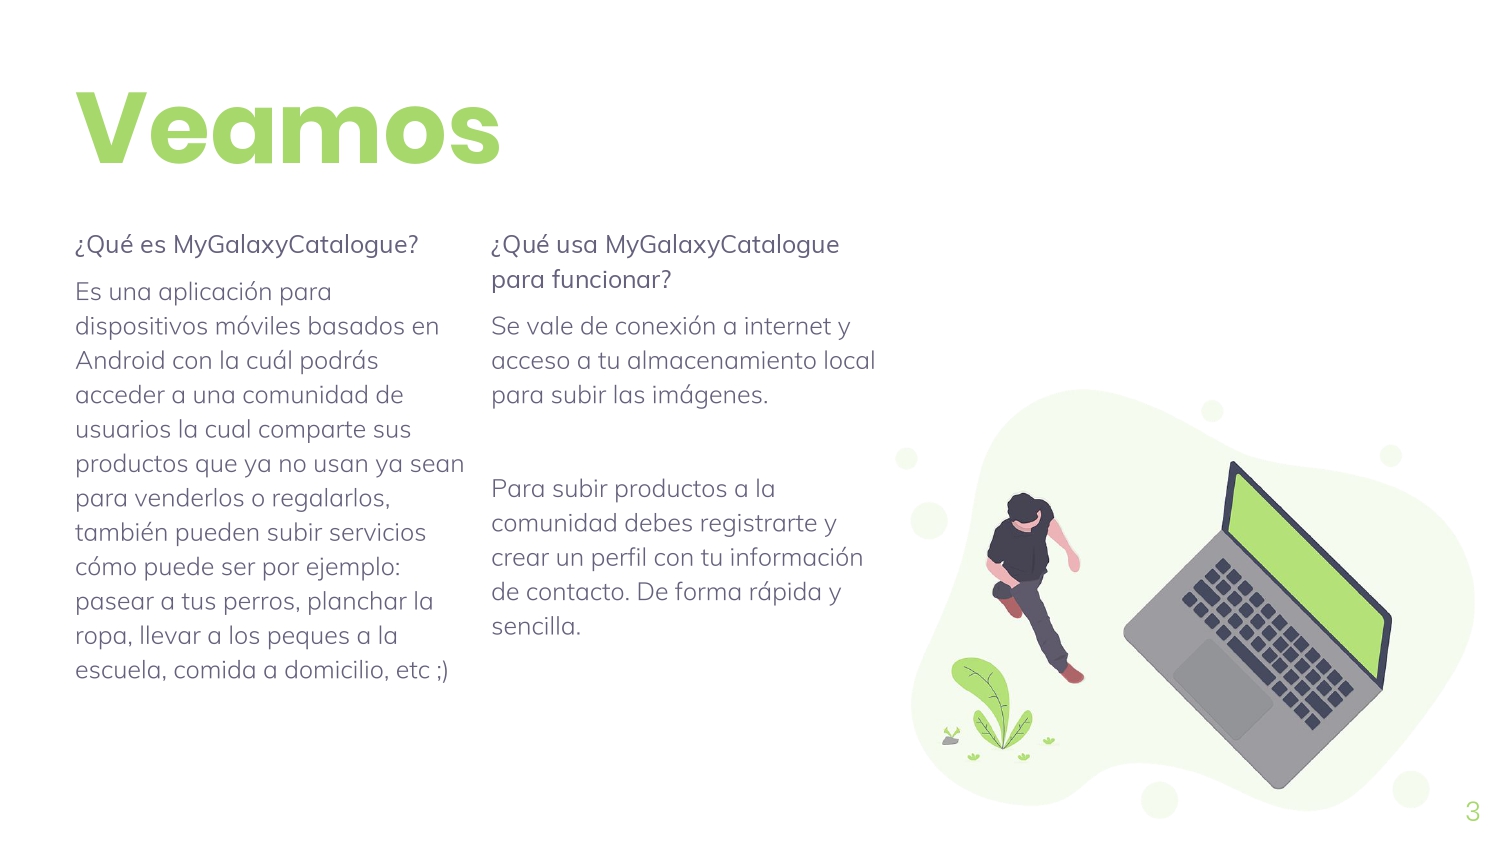 Veamos
¿Qué es MyGalaxyCatalogue?
Es una aplicación para
dispositivos móviles basados en
Android con la cuál podrás
acceder a una comunidad de
usuarios la cual comparte sus
productos que ya no usan ya sean
para venderlos o regalarlos,
también pueden subir servicios
cómo puede ser por ejemplo:
pasear a tus perros, planchar la
ropa, llevar a los peques a la
escuela, comida a domicilio, etc ;)
¿Qué usa MyGalaxyCatalogue
para funcionar?
Se vale de conexión a internet y
acceso a tu almacenamiento local
para subir las imágenes.
Para subir productos a la
comunidad debes registrarte y
crear un perfil con tu información
de contacto. De forma rápida y
sencilla.
3